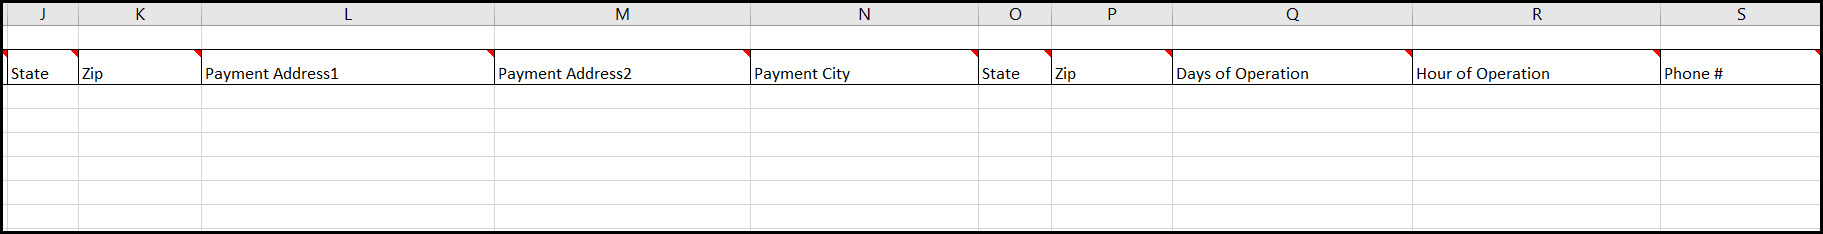 J K L M N O P Q R S
State Zip Payment Address1 Payment Address2 Payment City State Zip Days of Operation Hour of Operation Phone #